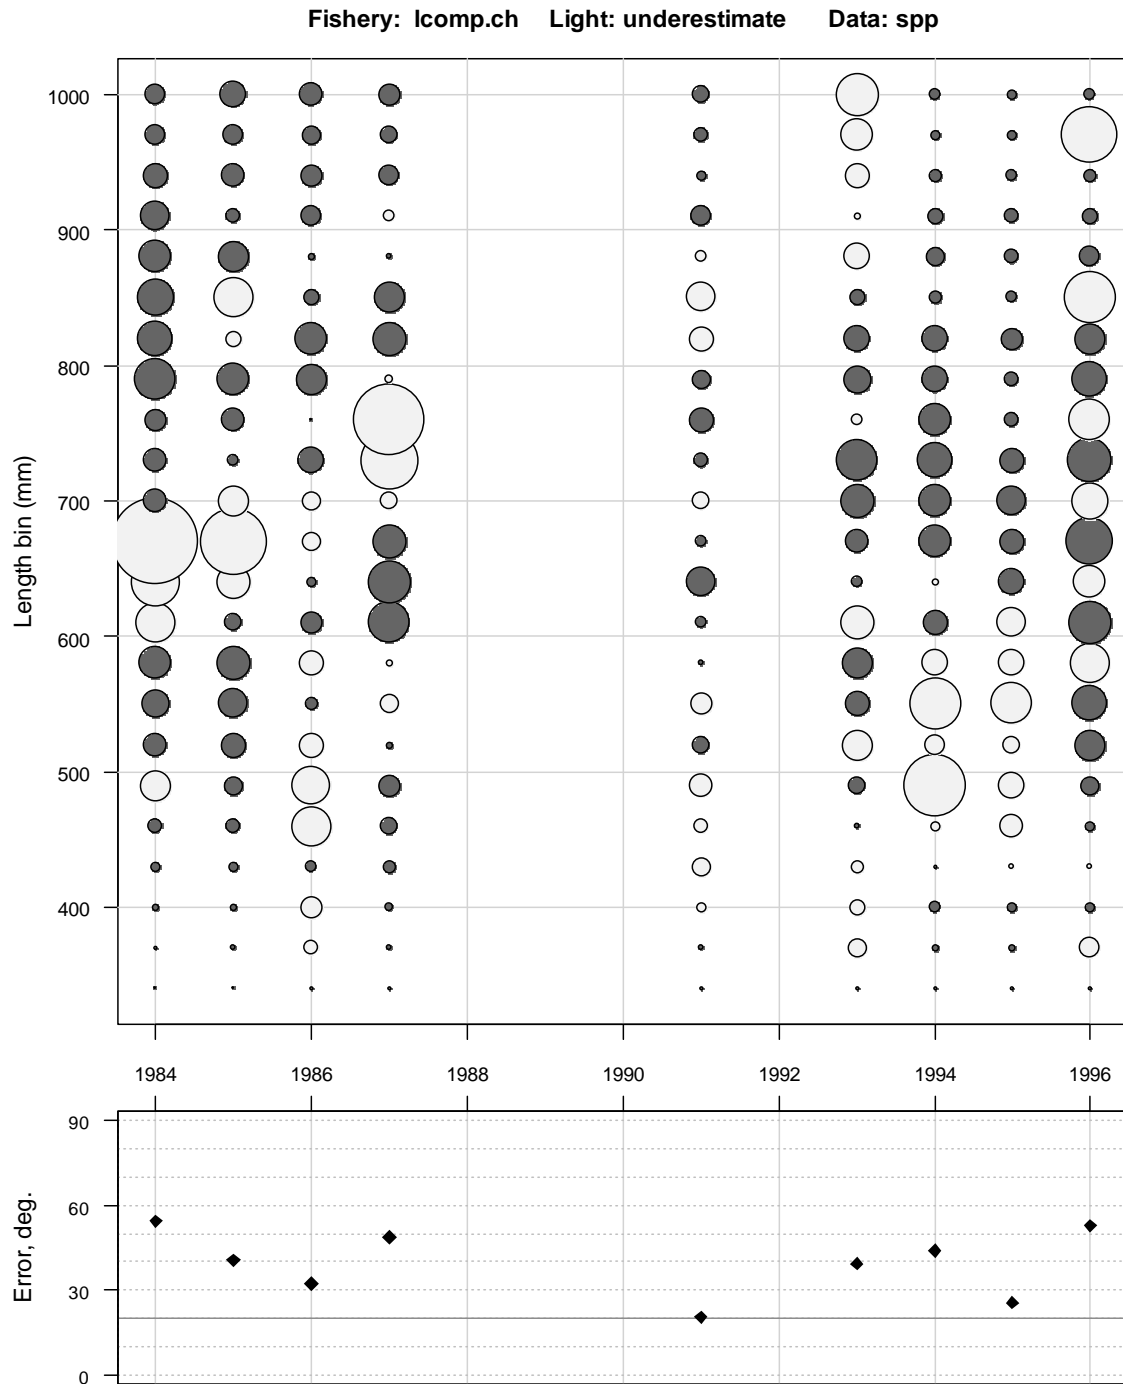 Fishery: lcomp.ch Light: underestimate Data: spp
1000
900
800
700
600
500
400
Length bin (mm)
1984 1986 1988 1990 1992 1994 1996
90
60
30
0
Error, deg.